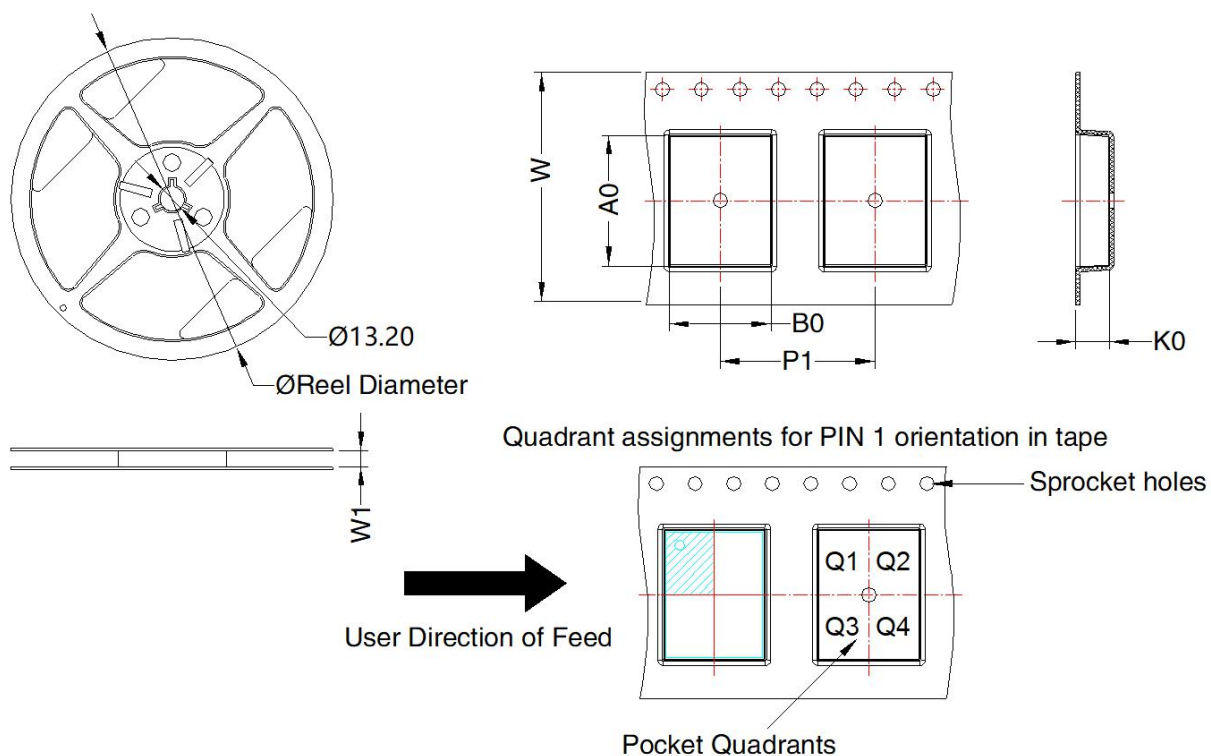 W
A0
B0
P1
K0
Ø13.20
ØReel Diameter
W1
Quadrant assignments for PIN 1 orientation in tape
Sprocket holes
Q1 Q2
Q3 Q4
User Direction of Feed
Pocket Quadrants